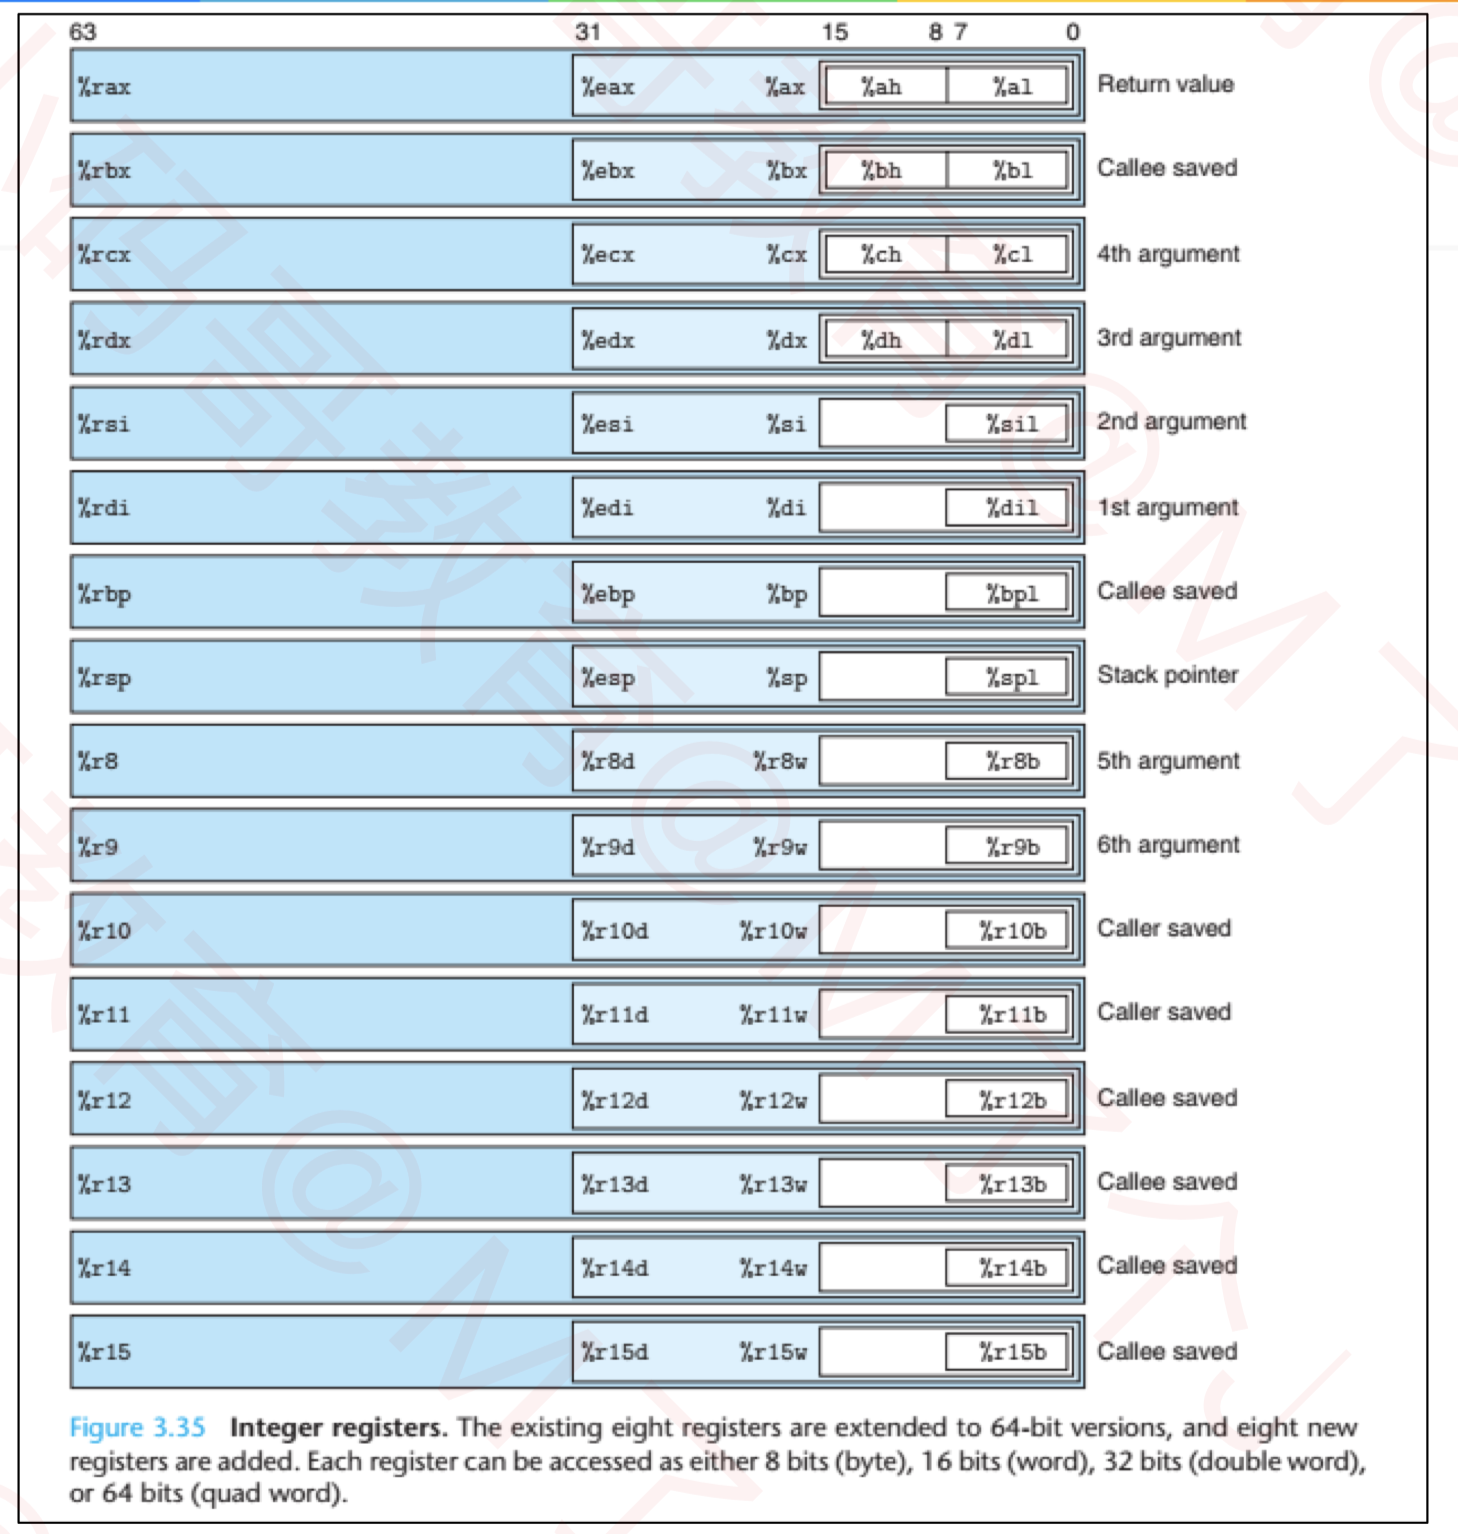 63 31 15 8 7 0
%rax %eax %ax %ah %al Return value
%rbx %ebx %bx %bh %bl Callee saved
%rcx %ecx %cx %ch %cl 4th argument
%rdx %edx %dx %dh %dl 3rd argument
%rsi %esi %si %sil 2nd argument
%rdi %edi %di %dil 1st argument
%rbp %ebp %bp %bpl Callee saved
%rsp %esp %sp %spl Stack pointer
%r8 %r8d %r8w %r8b 5th argument
%r9 %r9d %r9w %r9b 6th argument
%r10 %r10d %r10w %r10b Caller saved
%r11 %r11d %r11w %r11b Caller saved
%r12 %r12d %r12w %r12b Callee saved
%r13 %r13d %r13w %r13b Callee saved
%r14 %r14d %r14w %r14b Callee saved
%r15 %r15d %r15w %r15b Callee saved
Figure 3.35 Integer registers. The existing eight registers are extended to 64-bit versions, and eight new
registers are added. Each register can be accessed as either 8 bits (byte), 16 bits (word), 32 bits (double word),
or 64 bits (quad word).